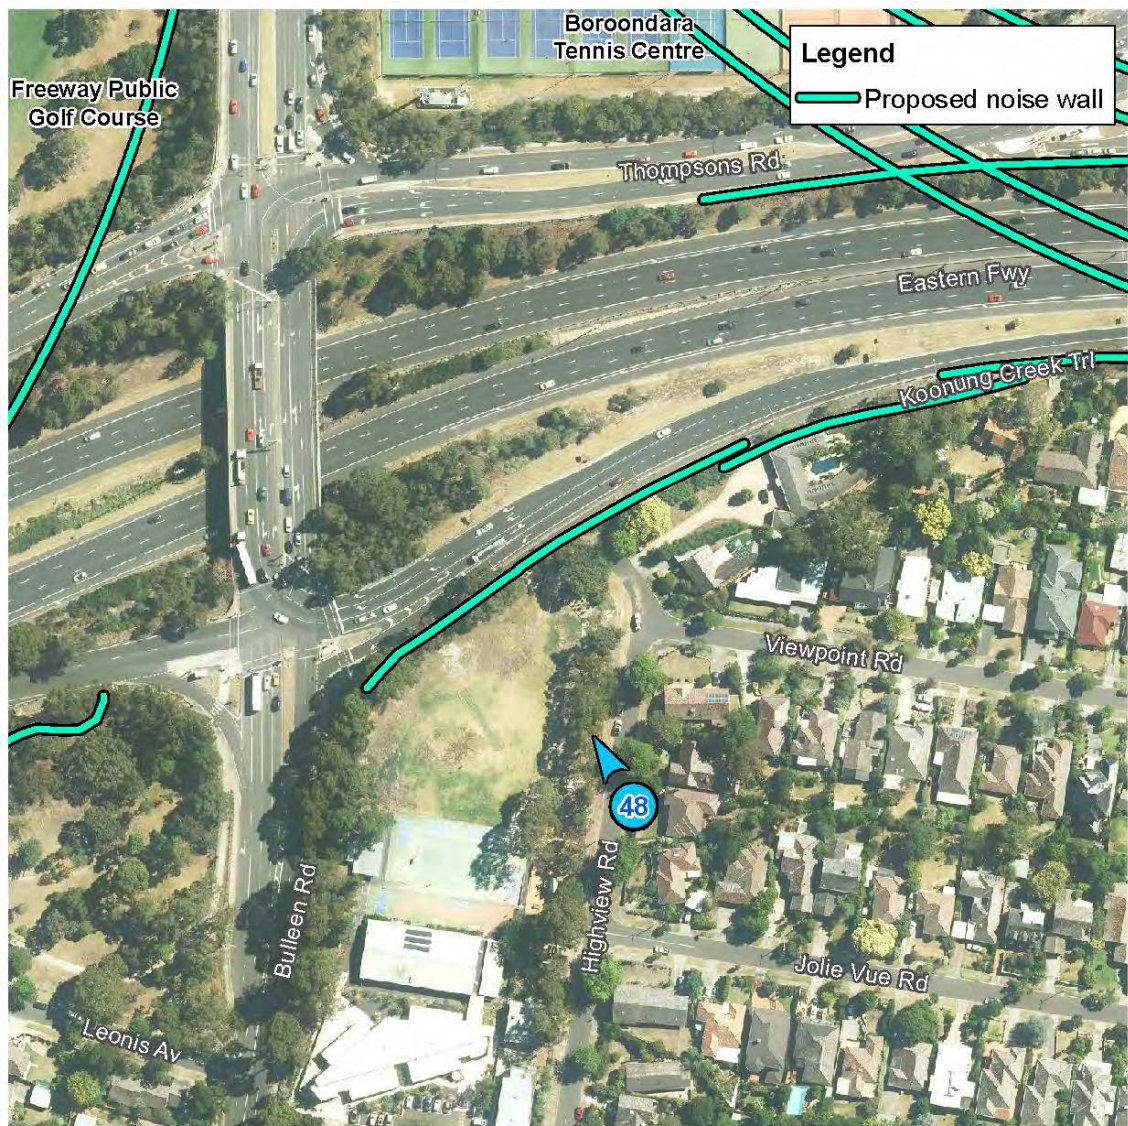 Boroondara
Tennis Centre
Legend
Proposed noise wall
Freeway Public
Golf Course
Thompsons Rd
Eastern Fwy
Koonung Creek Trl
Viewpoint Rd
48
Highview Rd
Bulleen Rd
Jolie Vue Rd
Leonis Av